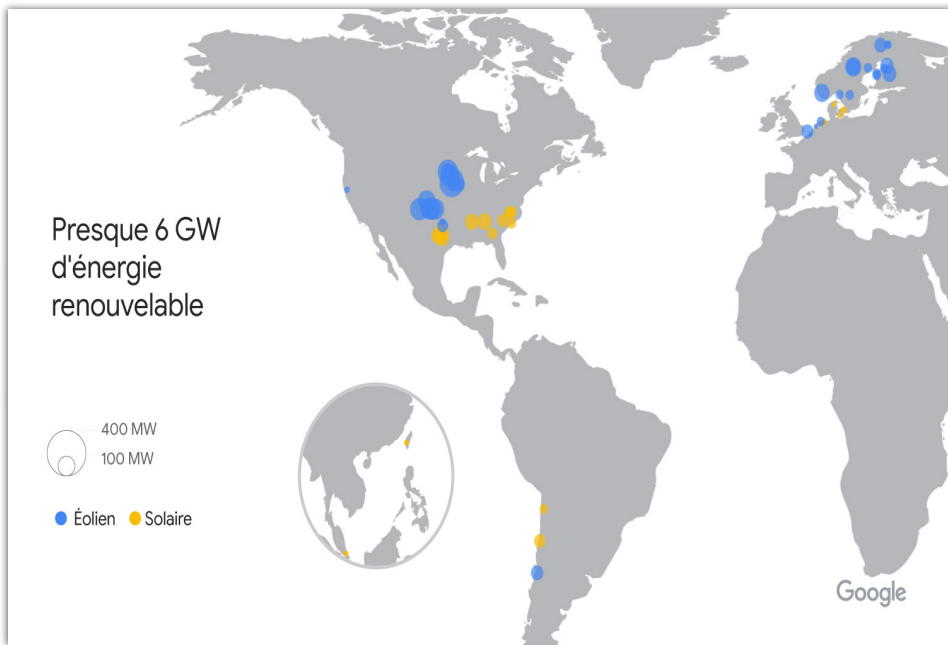 Presque 6 GW
d'énergie
renouvelable
400 MW
100 MW
Éolien
Solaire
Google